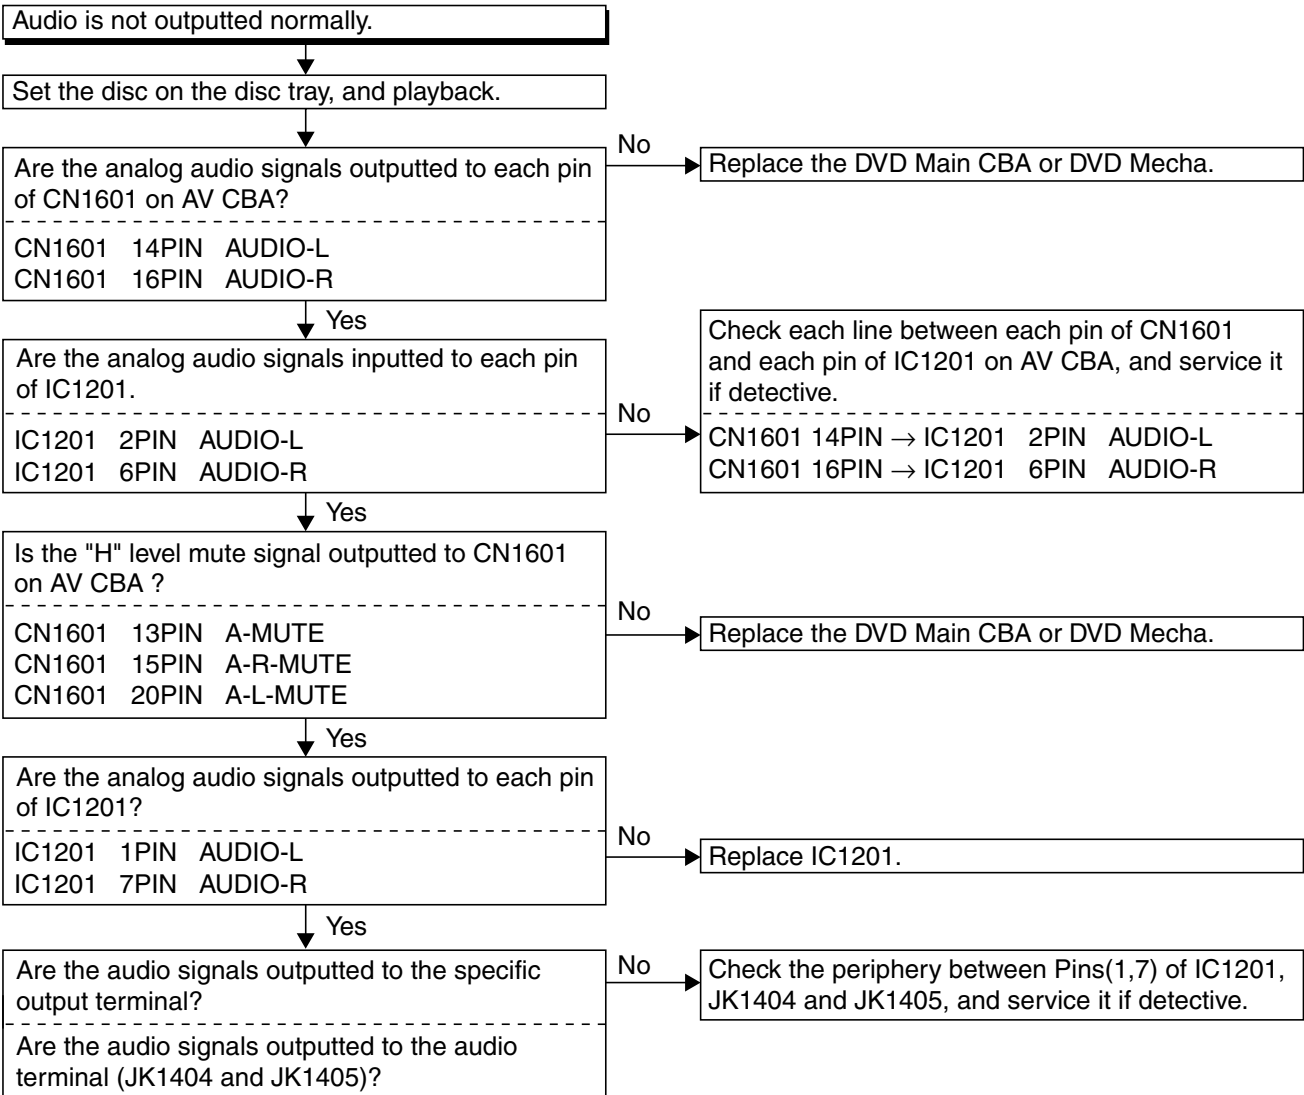 Audio is not outputted normally.
Set the disc on the disc tray, and playback.
Are the analog audio signals outputted to each pin
of CN1601 on AV CBA?
CN1601 14PIN AUDIO-L
CN1601 16PIN AUDIO-R
No
Replace the DVD Main CBA or DVD Mecha.
Yes
Are the analog audio signals inputted to each pin
of IC1201.
IC1201 2PIN AUDIO-L
IC1201 6PIN AUDIO-R
No
Check each line between each pin of CN1601
and each pin of IC1201 on AV CBA, and service it
if detective.
CN1601 14PIN → IC1201 2PIN AUDIO-L
CN1601 16PIN → IC1201 6PIN AUDIO-R
Yes
Is the "H" level mute signal outputted to CN1601
on AV CBA ?
CN1601 13PIN A-MUTE
CN1601 15PIN A-R-MUTE
CN1601 20PIN A-L-MUTE
No
Replace the DVD Main CBA or DVD Mecha.
Yes
Are the analog audio signals outputted to each pin
of IC1201?
IC1201 1PIN AUDIO-L
IC1201 7PIN AUDIO-R
No
Replace IC1201.
Yes
Are the audio signals outputted to the specific
output terminal?
Are the audio signals outputted to the audio
terminal (JK1404 and JK1405)?
No
Check the periphery between Pins(1,7) of IC1201,
JK1404 and JK1405, and service it if detective.